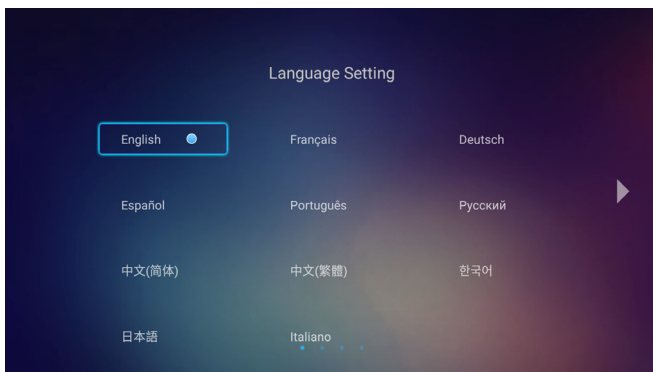 Language Setting
English Français Deutsch
Español Português Русский
中文(简体) 中文(繁體) 한국어
日本語 Italiano